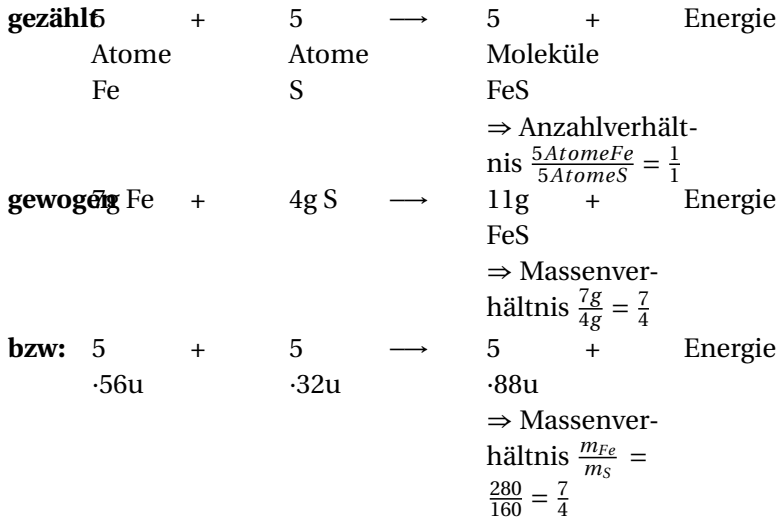 gezählt 5 + 5 ⟶ 5 + Energie
Atome Atome Moleküle
Fe S FeS
⇒ Anzahlverhält-
nis 5AtomeFe/5AtomeS = 1/1
gewogen 7g Fe + 4g S ⟶ 11g + Energie
FeS
⇒ Massenver-
hältnis 7g/4g = 7/4
bzw: 5 + 5 ⟶ 5 + Energie
·56u ·32u ·88u
⇒ Massenver-
hältnis m_Fe/m_S =
280/160 = 7/4